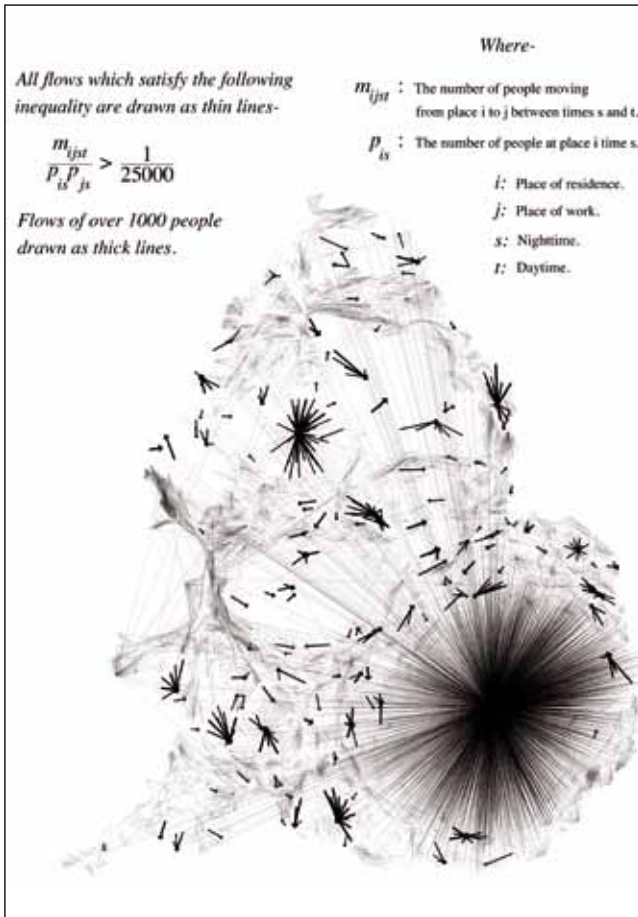 All flows which satisfy the following
inequality are drawn as thin lines-
m_ijst / p_is p_js > 1 / 25000
Flows of over 1000 people
drawn as thick lines.
Where-
m_ijst : The number of people moving
from place i to j between times s and t.
p_is : The number of people at place i time s.
i: Place of residence.
j: Place of work.
s: Nighttime.
t: Daytime.